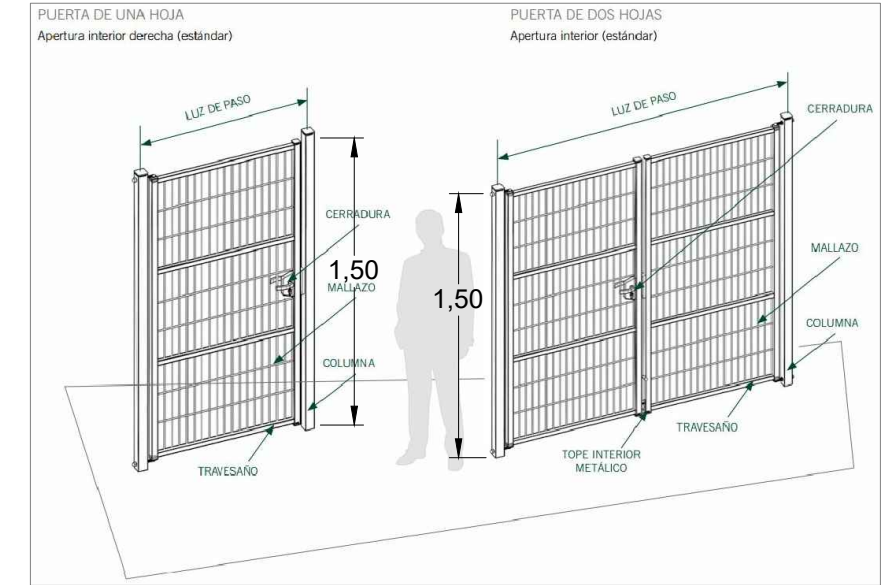 PUERTA DE UNA HOJA
Apertura interior derecha (estándar)
LUZ DE PASO
CERRADURA
1,50
MALLAZO
COLUMNA
TRAVESAÑO
PUERTA DE DOS HOJAS
Apertura interior (estándar)
LUZ DE PASO
CERRADURA
1,50
MALLAZO
COLUMNA
TRAVESAÑO
TOPE INTERIOR
METÁLICO